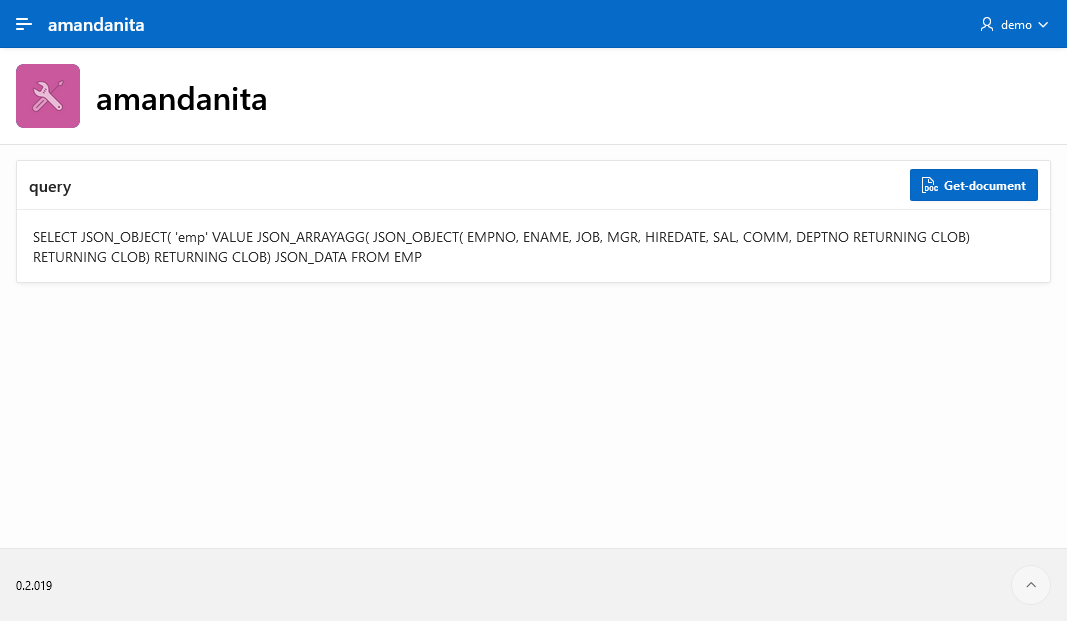 amandanita
demo
amandanita
query
DOC Get-document
SELECT JSON_OBJECT( 'emp' VALUE JSON_ARRAYAGG( JSON_OBJECT( EMPNO, ENAME, JOB, MGR, HIREDATE, SAL, COMM, DEPTNO RETURNING CLOB)
RETURNING CLOB) RETURNING CLOB) JSON_DATA FROM EMP
0.2.019